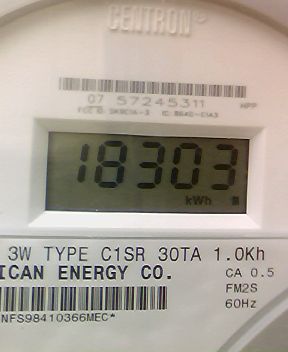 CENTRON
07 57245311 HPP
18303
kWh
3W TYPE C1SR 30TA 1.0Kh
ICAN ENERGY CO. CA 0.5
FM2S
60Hz
NFS98410366MEC*